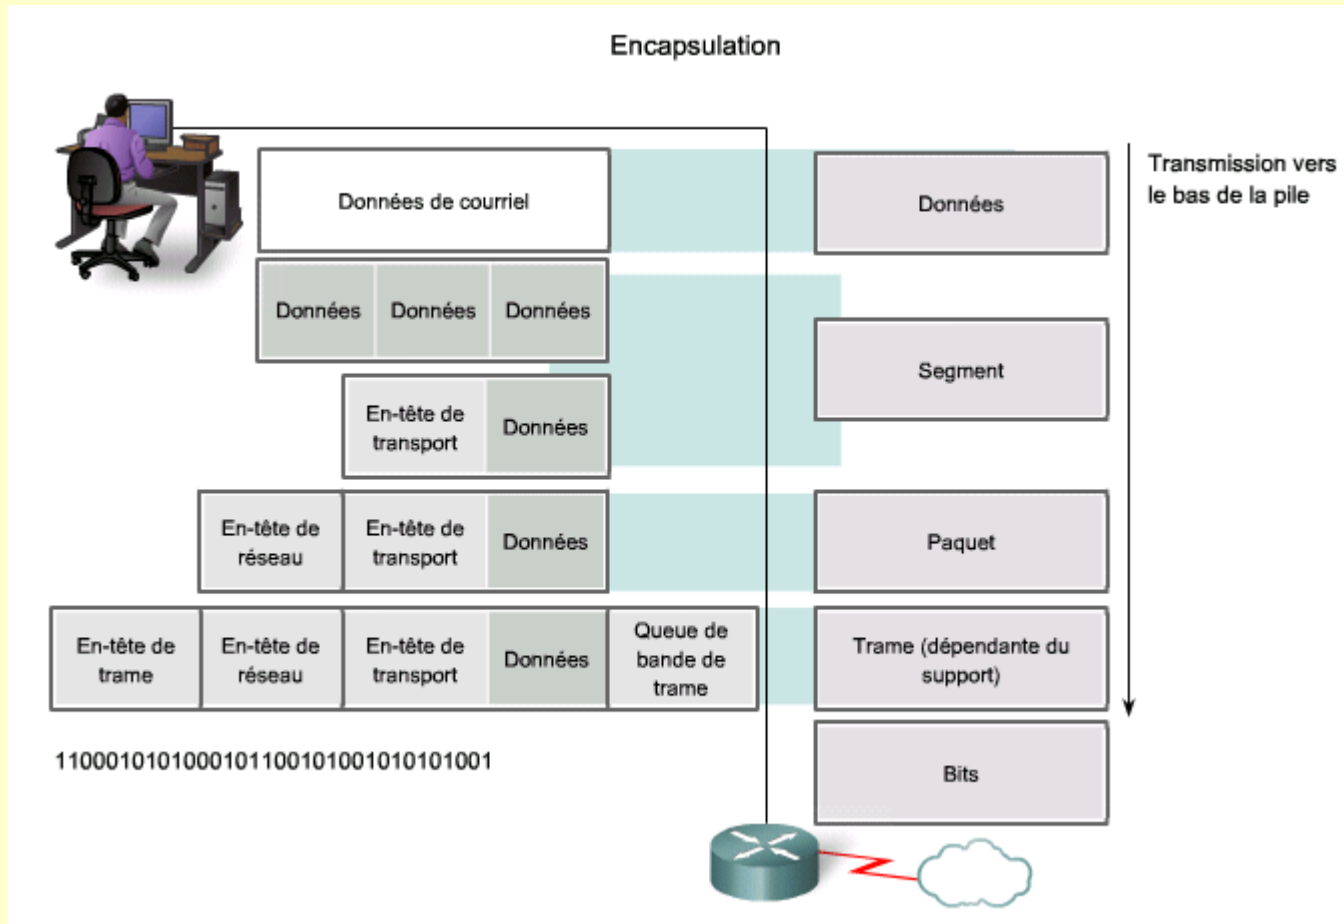 Encapsulation
Transmission vers
le bas de la pile
Données de courriel
Données
Données Données Données
Segment
En-tête de
transport
Données
En-tête de
réseau
En-tête de
transport
Données
Paquet
En-tête de
trame
En-tête de
réseau
En-tête de
transport
Données
Queue de
bande de
trame
Trame (dépendante du
support)
1100010101000101100101001010101001
Bits